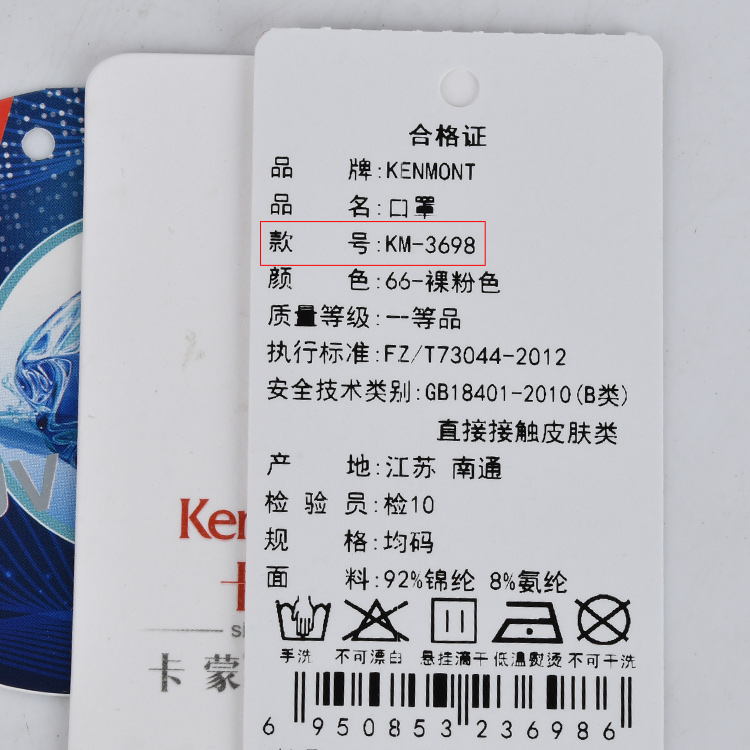 合格证
品 牌:KENMONT
品 名:口罩
款 号:KM-3698
颜 色:66-裸粉色
质量等级:一等品
执行标准:FZ/T73044-2012
安全技术类别:GB18401-2010(B类)
直接接触皮肤类
产 地:江苏 南通
检 验 员:检10
规 格:均码
面 料:92%锦纶 8%氨纶
手洗 不可漂白 悬挂滴干 低温熨烫 不可干洗
6 950853 236986
Ken
卡 蒙